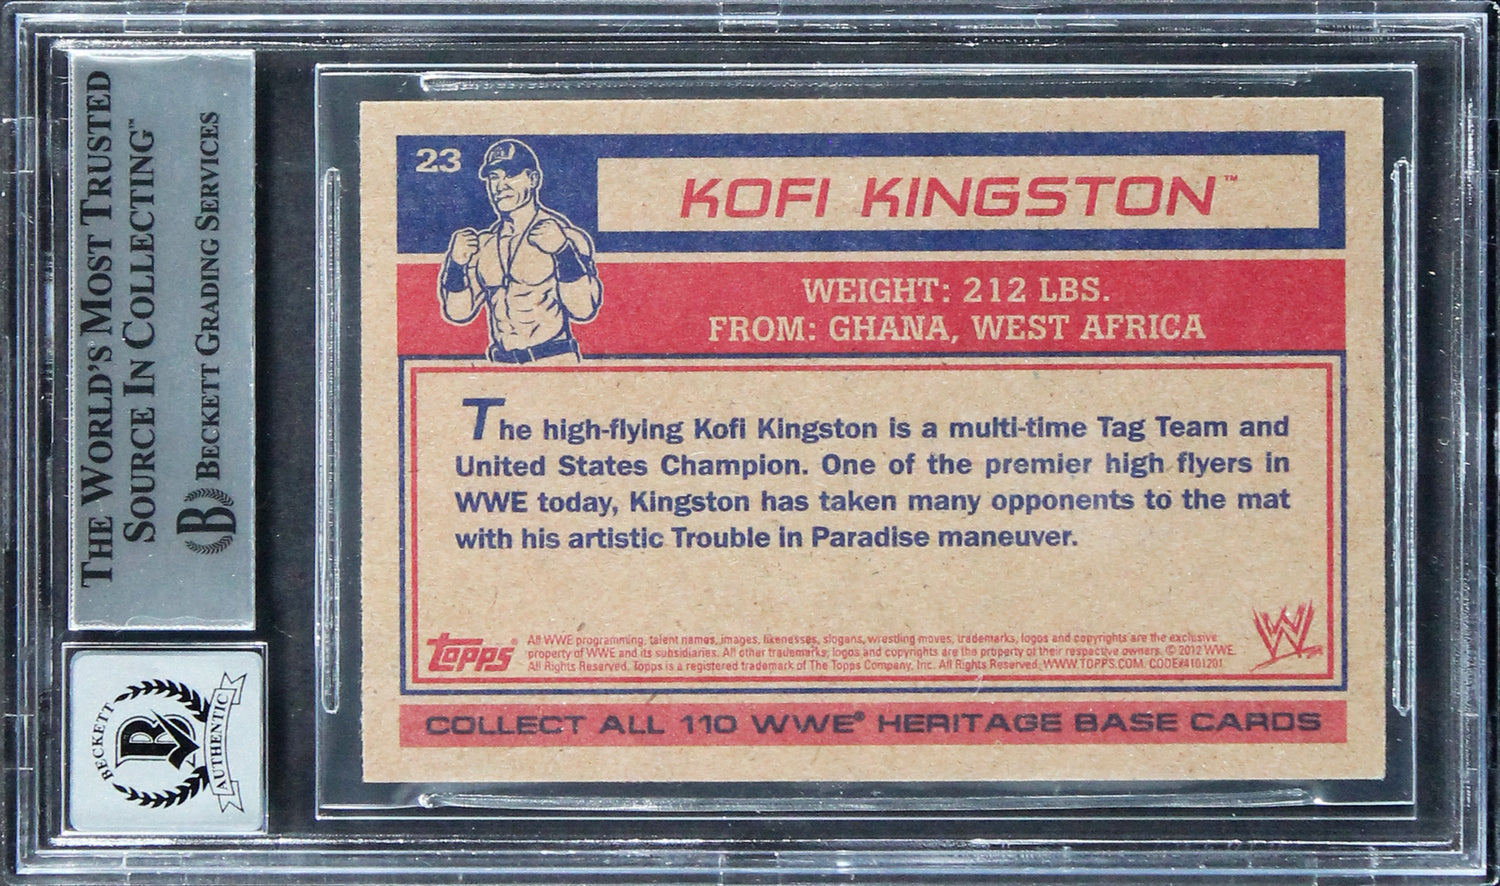 THE WORLD'S MOST TRUSTED
SOURCE IN COLLECTING™
BECKETT GRADING SERVICES
B
BECKETT
B
AUTHENTIC
23
KOFI KINGSTON™
WEIGHT: 212 LBS.
FROM: GHANA, WEST AFRICA
The high-flying Kofi Kingston is a multi-time Tag Team and
United States Champion. One of the premier high flyers in
WWE today, Kingston has taken many opponents to the mat
with his artistic Trouble in Paradise maneuver.
topps®
All WWE programming, talent names, images, likenesses, slogans, wrestling moves, trademarks, logos and copyrights are the exclusive
property of WWE and its subsidiaries. All other trademarks, logos and copyrights are the property of their respective owners. © 2012 WWE.
All Rights Reserved. Topps is a registered trademark of The Topps Company, Inc. All Rights Reserved. WWW.TOPPS.COM. CODE#4101201
W
COLLECT ALL 110 WWE® HERITAGE BASE CARDS